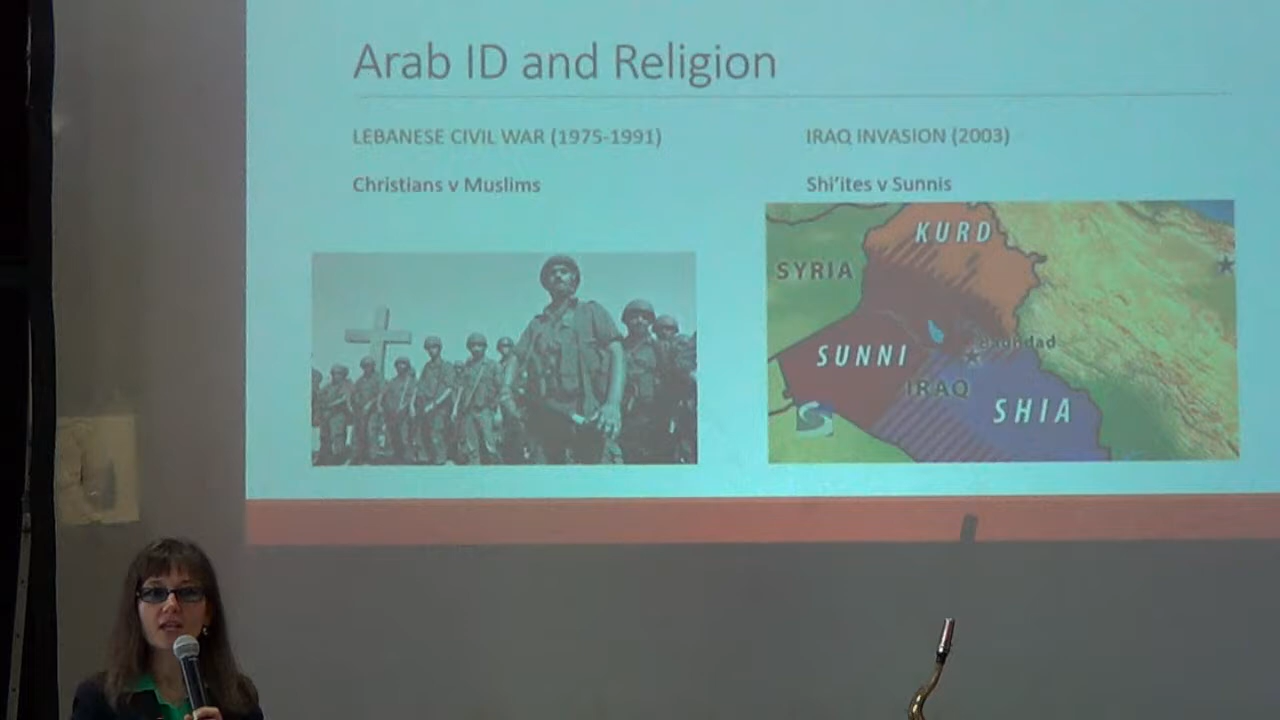 Arab ID and Religion
LEBANESE CIVIL WAR (1975-1991)
Christians v Muslims
IRAQ INVASION (2003)
Shi'ites v Sunnis
KURD
SYRIA
Baghdad
SUNNI
IRAQ
SHIA